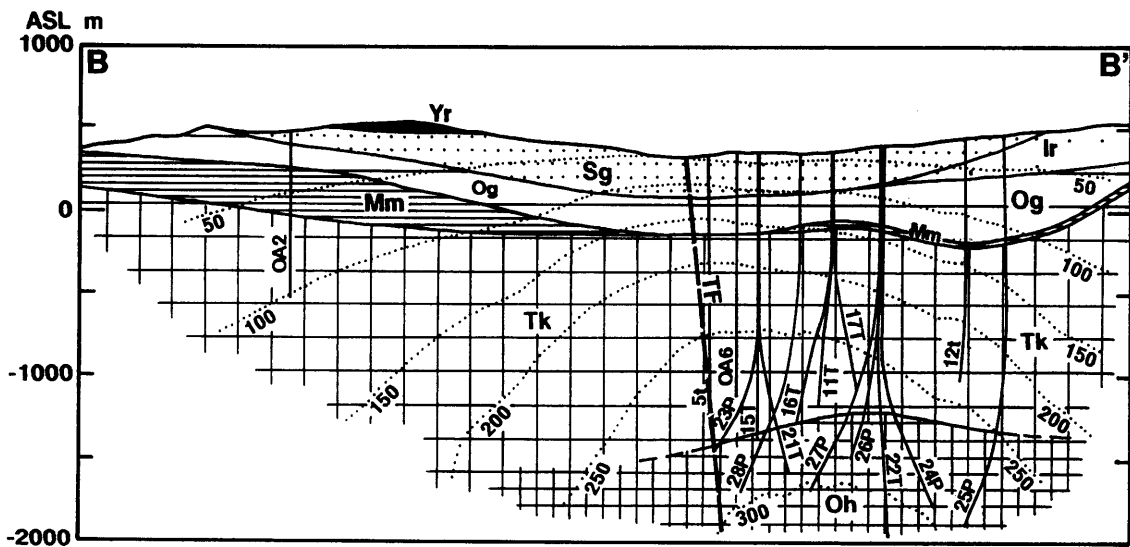 ASL m
1000
B
B'
Yr
Ir
Sg
Og
50
Mm
Og
0
50
Mm
OA2
100
100
TF
Tk
17T
Tk
150
12t
-1000
150
5t
OA6
16T
11T
200
200
23P
15T
21T
27P
26P
250
28P
22T
24P
250
25P
300
Oh
-2000